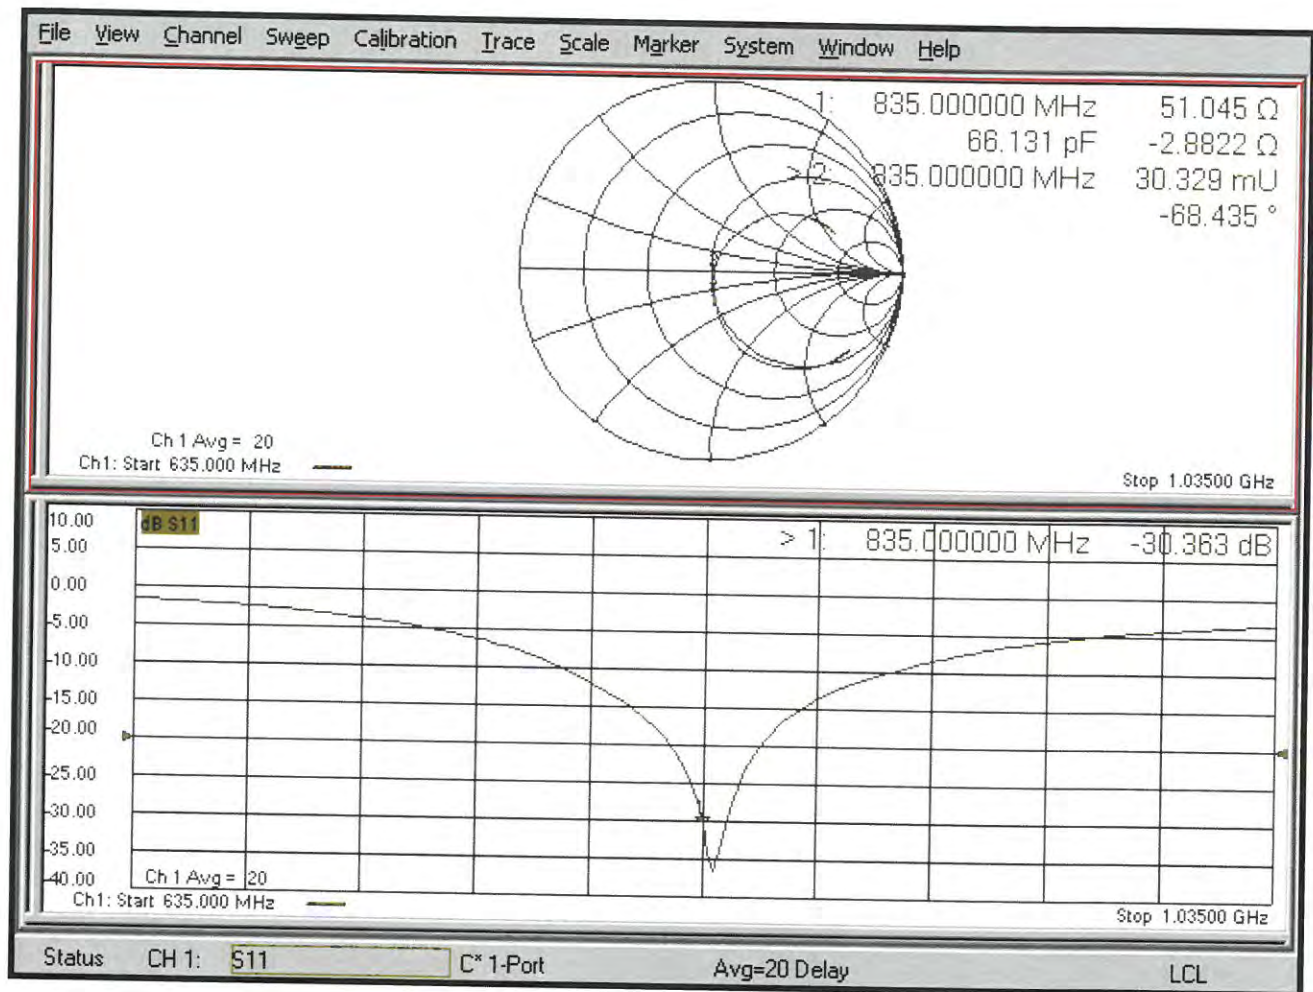 File View Channel Sweep Calibration Trace Scale Marker System Window Help
1: 835.000000 MHz 51.045 Ω
66.131 pF -2.8822 Ω
> 2: 835.000000 MHz 30.329 mU
-68.435 °
Ch 1 Avg = 20
Ch1: Start 635.000 MHz
Stop 1.03500 GHz
10.00
dB S11
> 1: 835.000000 MHz -30.363 dB
5.00
0.00
-5.00
-10.00
-15.00
-20.00
-25.00
-30.00
-35.00
-40.00
Ch 1 Avg = 20
Ch1: Start 635.000 MHz
Stop 1.03500 GHz
Status CH 1: S11 C* 1-Port Avg=20 Delay LCL